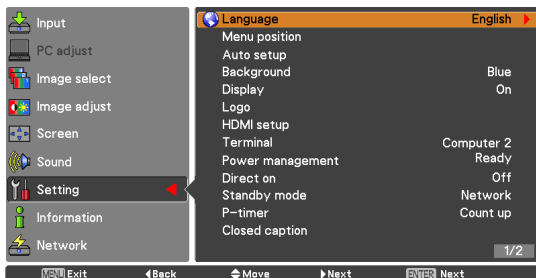 Input
PC adjust
Image select
Image adjust
Screen
Sound
Setting
Information
Network
Language English
Menu position
Auto setup
Background Blue
Display On
Logo
HDMI setup
Terminal Computer 2
Power management Ready
Direct on Off
Standby mode Network
P-timer Count up
Closed caption
1/2
MENU Exit Back Move Next ENTER Next